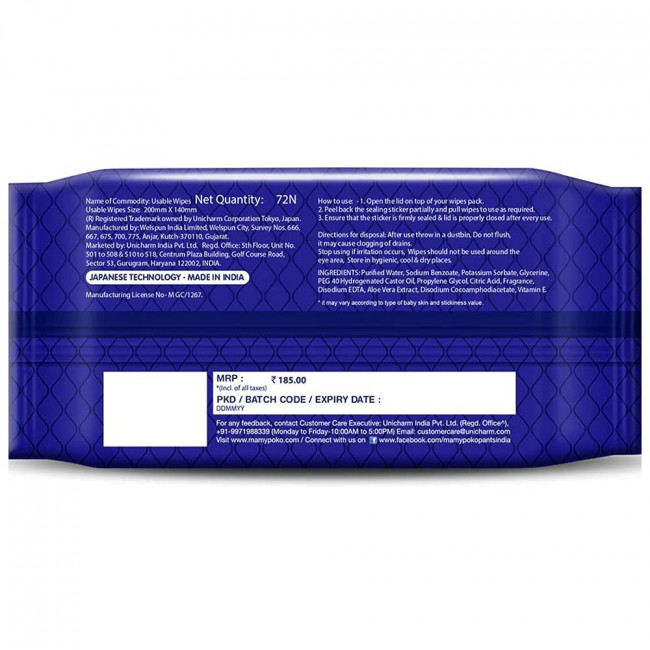 Name of Commodity: Usable Wipes Net Quantity: 72N
Usable Wipes Size: 200mm X 140mm
(R) Registered Trademark owned by Unicharm Corporation Tokyo, Japan.
Manufactured by: Welspun India Limited, Welspun City, Survey Nos. 666.
667, 675, 700, 775, Anjar, Kutch-370110, Gujarat.
Marketed by: Unicharm India Pvt. Ltd. Regd. Office: 5th Floor, Unit No.
501 to 508 & S101to S18, Centrum Plaza Building, Golf Course Road,
Sector 53, Gurugram, Haryana 122002, INDIA.
JAPANESE TECHNOLOGY - MADE IN INDIA
Manufacturing License No- M GC/1267.
How to use : - 1. Open the lid on top of your wipes pack.
2. Peel back the sealing sticker partially and pull wipes to use as required.
3. Ensure that the sticker is firmly sealed & lid is properly closed after every use.
Directions for disposal: After use throw in a dustbin, Do not flush,
it may cause clogging of drains.
Stop using if irritation occurs, Wipes should not be used around the
eye area, Store in hygienic, cool & dry places.
INGREDIENTS: Purified Water, Sodium Benzoate, Potassium Sorbate, Glycerine,
PEG 40 Hydrogenated Castor Oil, Propylene Glycol, Citric Acid, Fragrance,
Disodium EDTA, Aloe Vera Extract, Disodium Cocoamphodiacetate, Vitamin E.
* it may vary according to type of baby skin and stickiness value.
MRP : ₹ 185.00
*(Incl. of all taxes)
PKD / BATCH CODE / EXPIRY DATE :
DDMMYY
For any feedback, contact Customer Care Executive: Unicharm India Pvt. Ltd. (Regd. Office^),
+91-9971988339 (Monday to Friday-10:00AM to 5:00PM) Email: customercare@unicharm.com
Visit www.mamypoko.com / Connect with us on f www.facebook.com/mamypokopantsindia